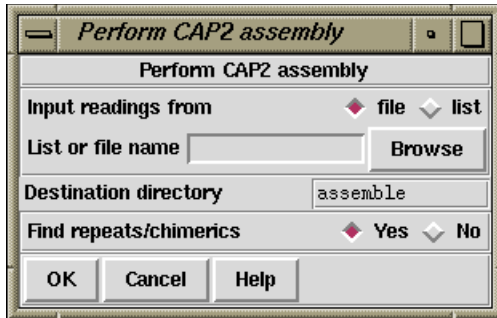 Perform CAP2 assembly
Perform CAP2 assembly
Input readings from file list
List or file name Browse
Destination directory assemble
Find repeats/chimerics Yes No
OK Cancel Help